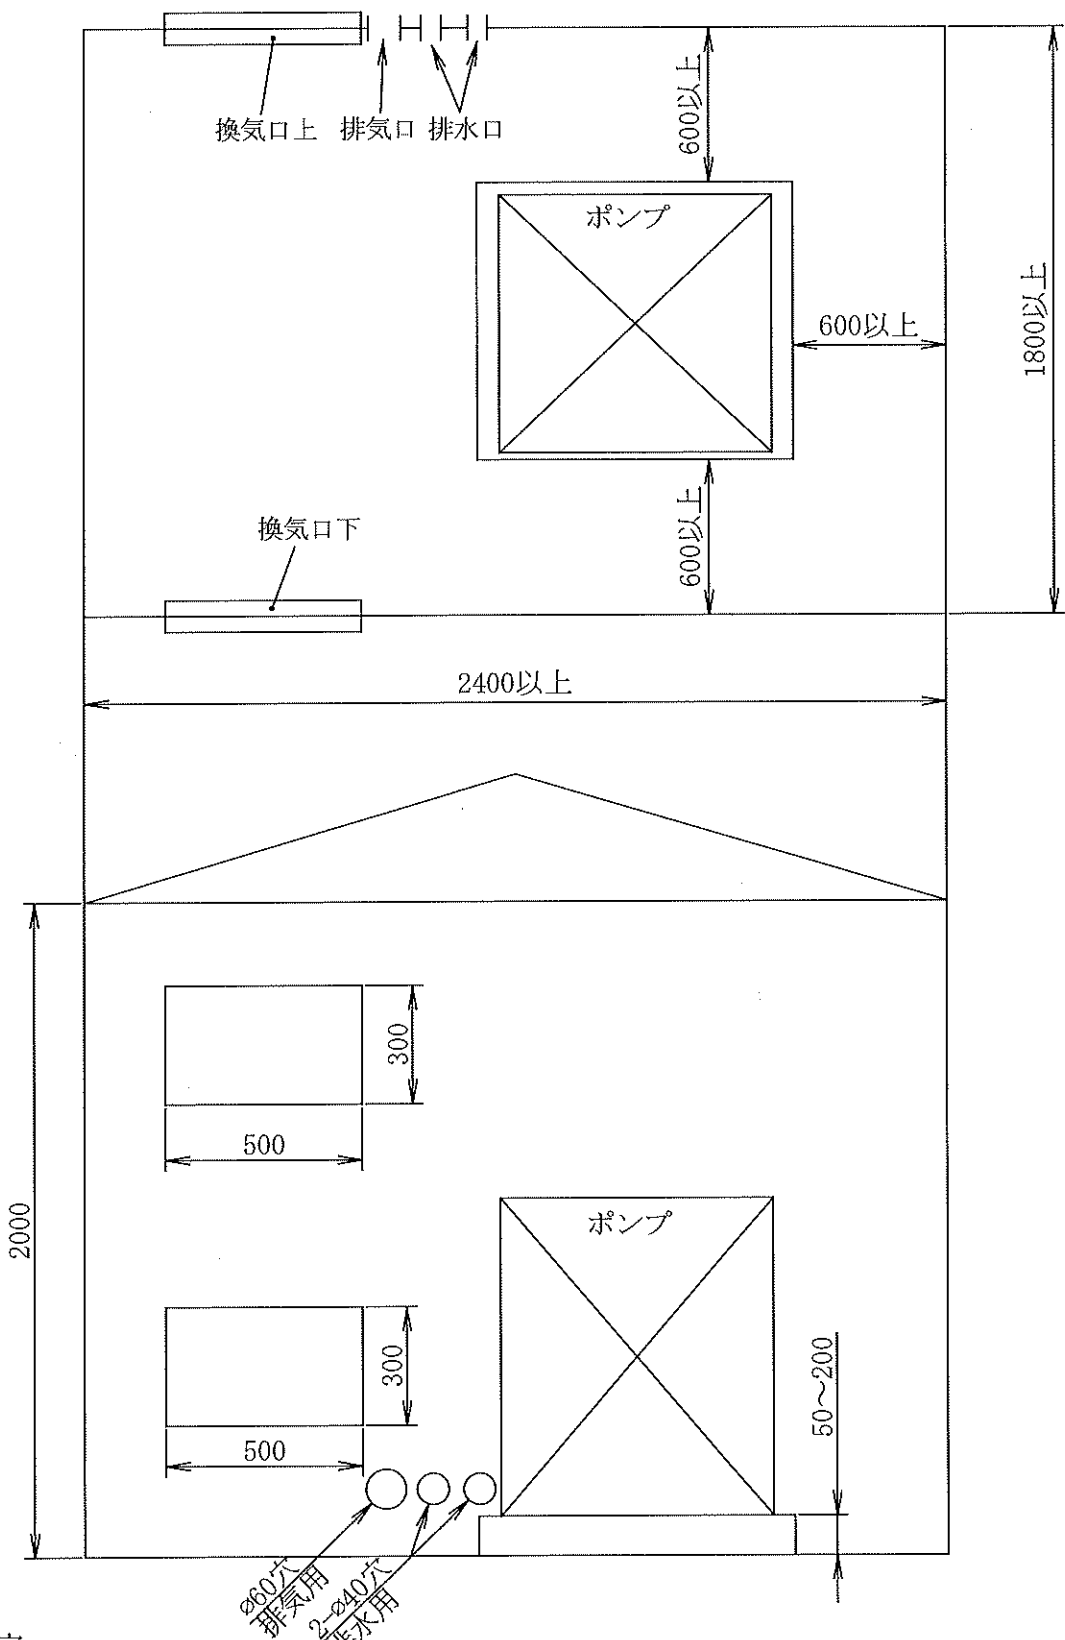 換気口上 排気口 排水口
600以上
ポンプ
600以上
1800以上
換気口下
600以上
2400以上
300
500
2000
ポンプ
300
50～200
500
ø60穴
排気用
2-ø40穴
排水用